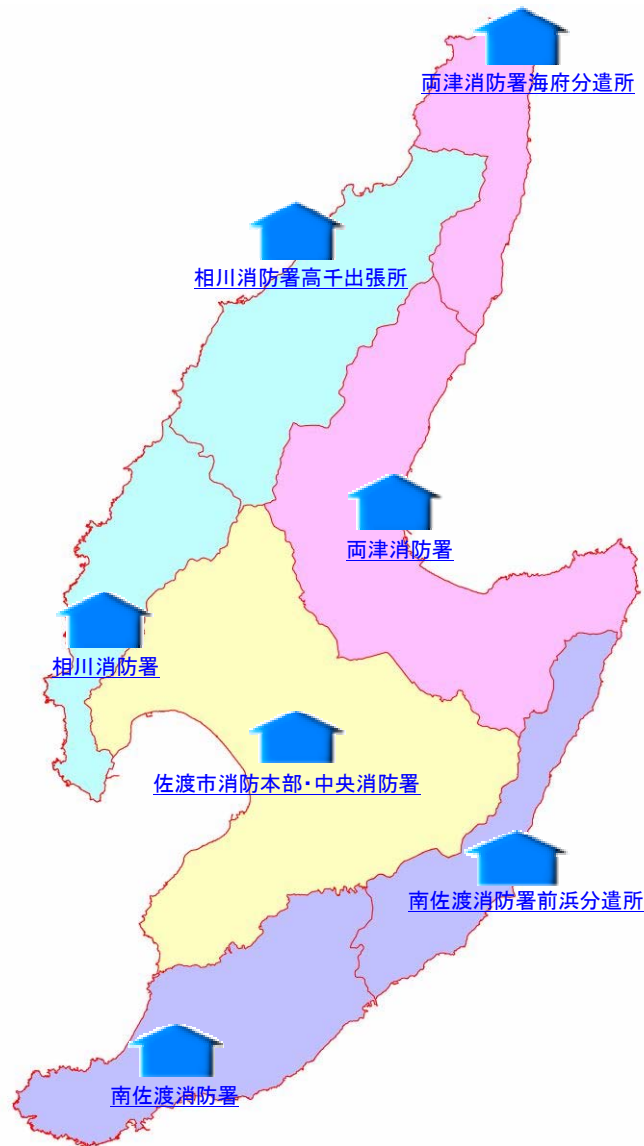 両津消防署海府分遣所
相川消防署高千出張所
両津消防署
相川消防署
佐渡市消防本部・中央消防署
南佐渡消防署前浜分遣所
南佐渡消防署